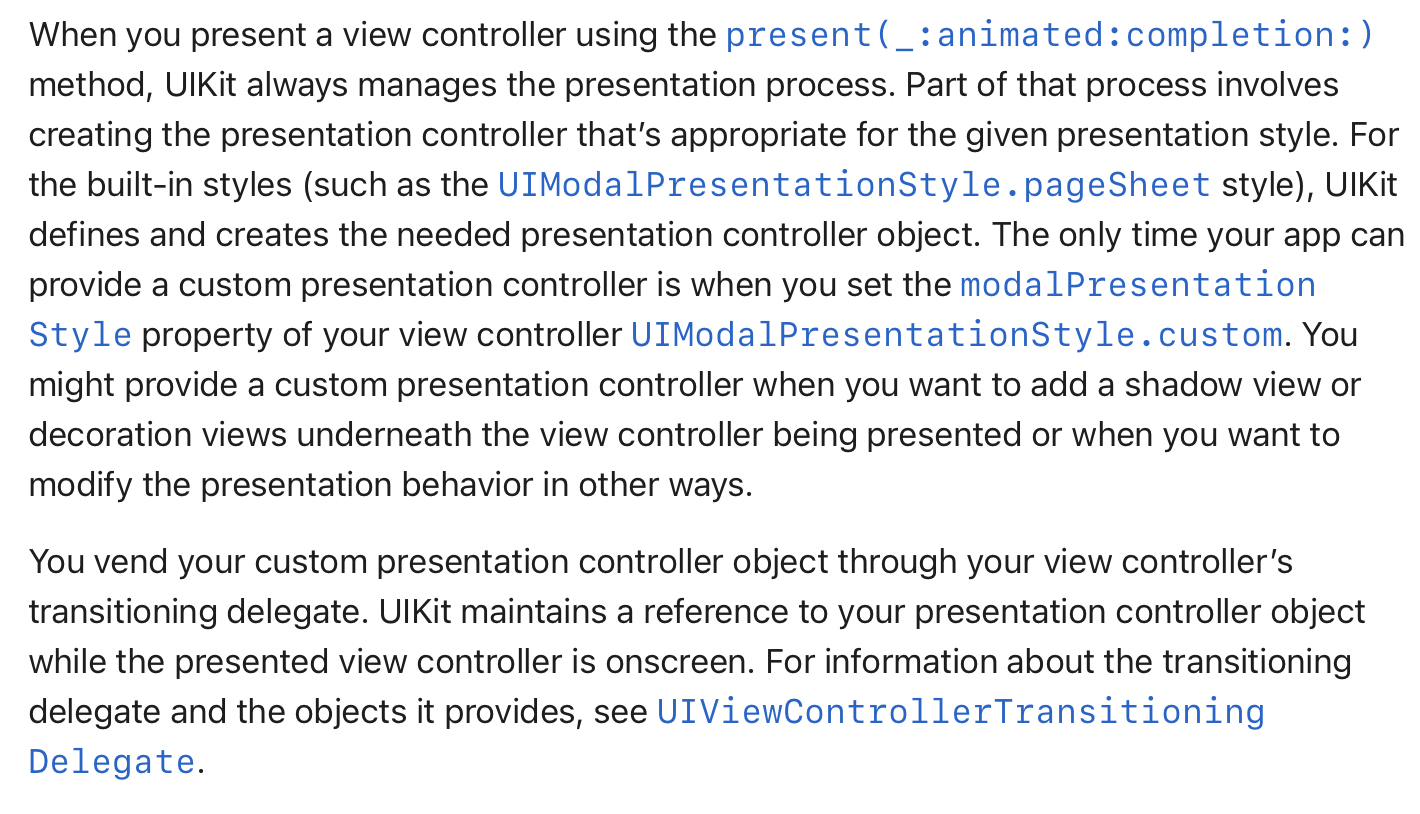 When you present a view controller using the present(_:animated:completion:)
method, UIKit always manages the presentation process. Part of that process involves
creating the presentation controller that’s appropriate for the given presentation style. For
the built-in styles (such as the UIModalPresentationStyle.pageSheet style), UIKit
defines and creates the needed presentation controller object. The only time your app can
provide a custom presentation controller is when you set the modalPresentation
Style property of your view controller UIModalPresentationStyle.custom. You
might provide a custom presentation controller when you want to add a shadow view or
decoration views underneath the view controller being presented or when you want to
modify the presentation behavior in other ways.
You vend your custom presentation controller object through your view controller’s
transitioning delegate. UIKit maintains a reference to your presentation controller object
while the presented view controller is onscreen. For information about the transitioning
delegate and the objects it provides, see UIViewControllerTransitioning
Delegate.